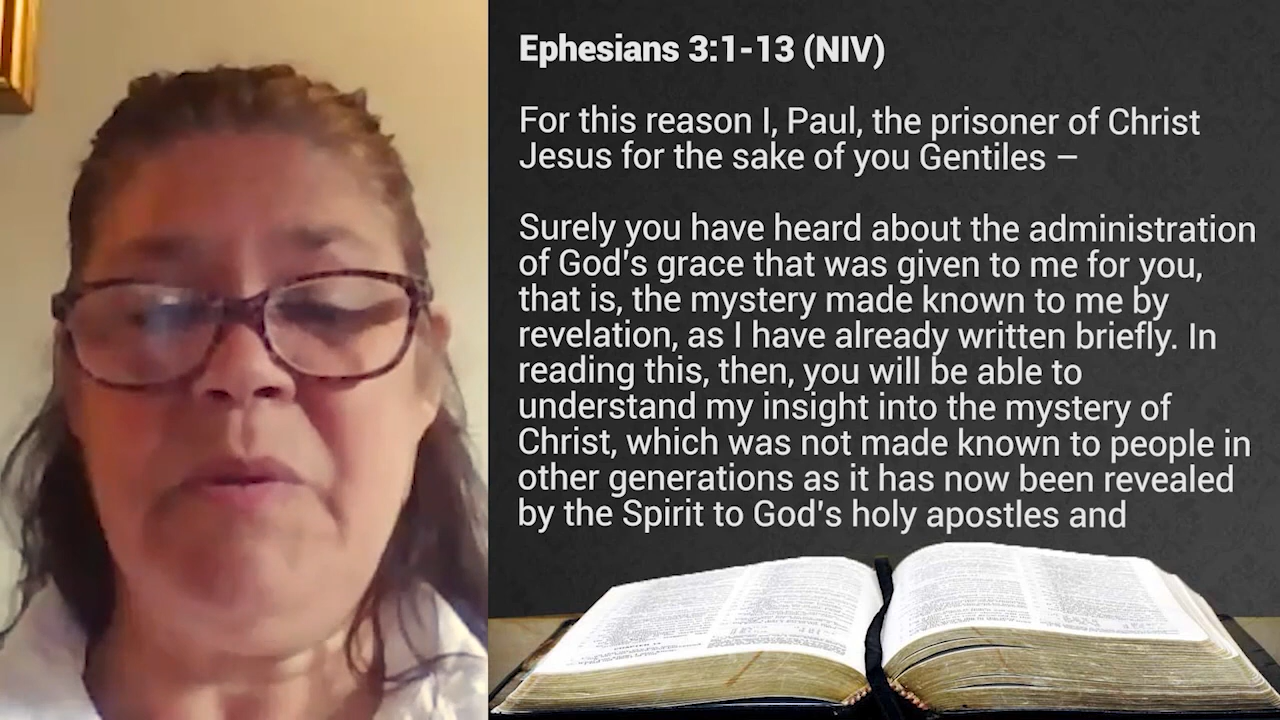 Ephesians 3:1-13 (NIV)
For this reason I, Paul, the prisoner of Christ
Jesus for the sake of you Gentiles –
Surely you have heard about the administration
of God's grace that was given to me for you,
that is, the mystery made known to me by
revelation, as I have already written briefly. In
reading this, then, you will be able to
understand my insight into the mystery of
Christ, which was not made known to people in
other generations as it has now been revealed
by the Spirit to God's holy apostles and